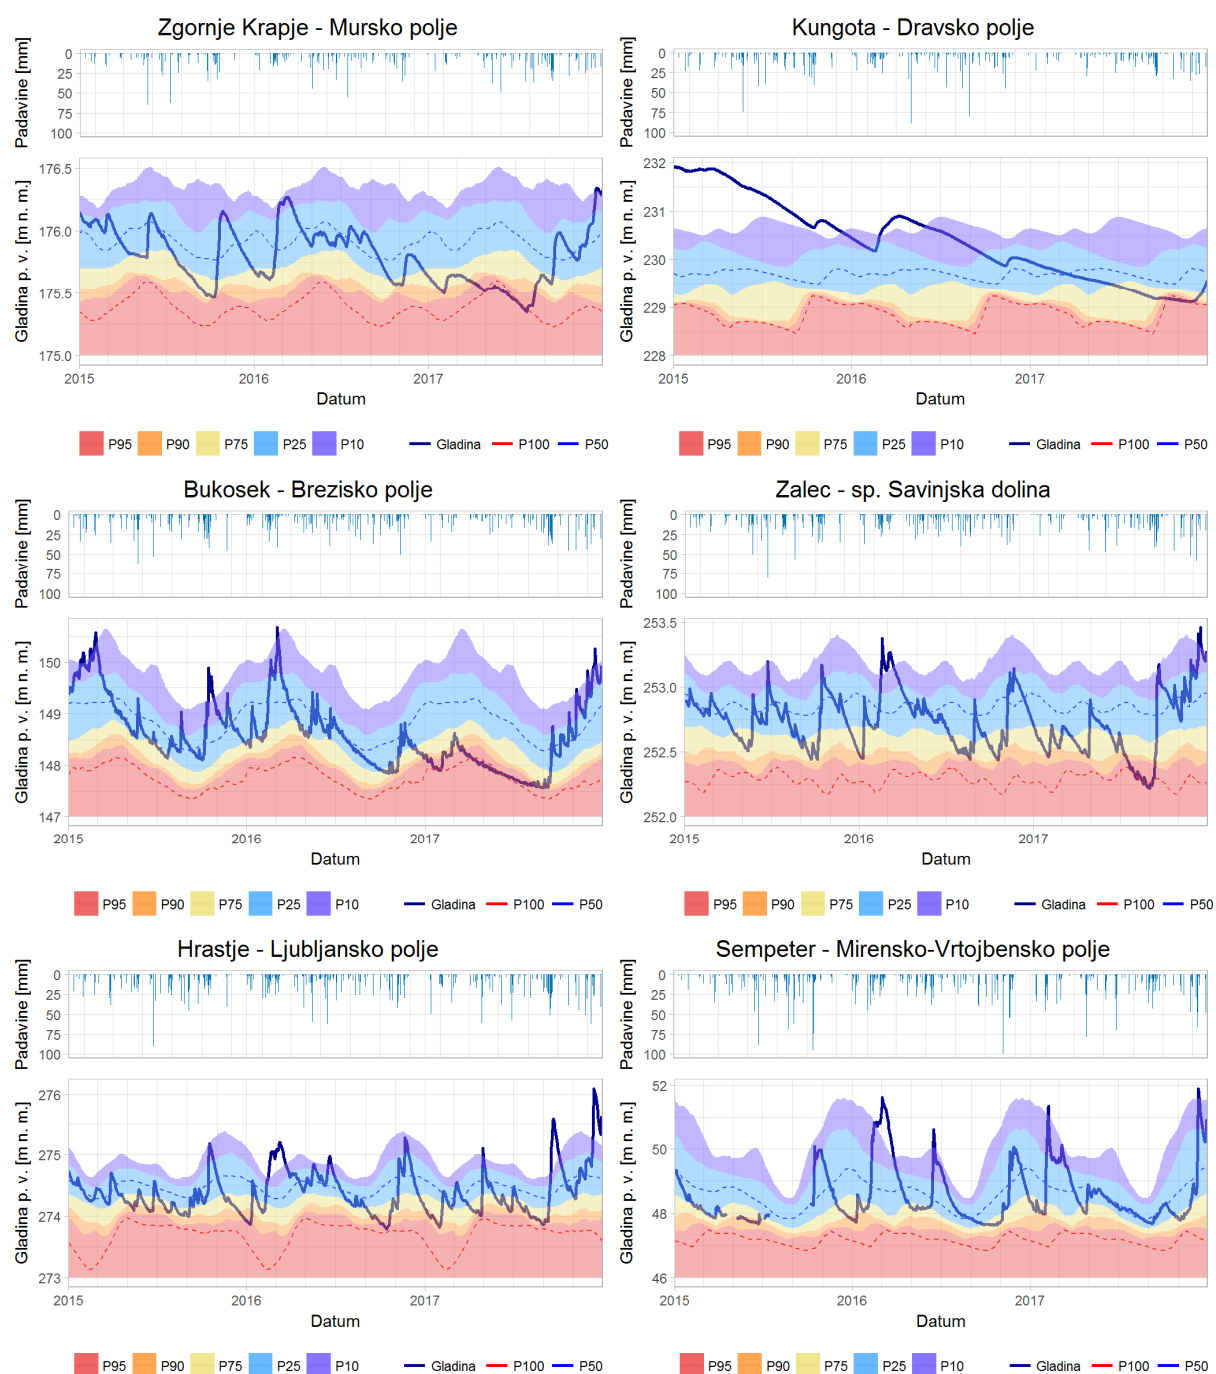 Zgornje Krapje - Mursko polje
Padavine [mm]
0
25
50
75
100
Gladina p. v. [m n. m.]
176.5
176.0
175.5
175.0
2015 2016 2017
Datum
P95 P90 P75 P25 P10 Gladina P100 P50
Kungota - Dravsko polje
Padavine [mm]
0
25
50
75
100
Gladina p. v. [m n. m.]
232
231
230
229
228
2015 2016 2017
Datum
P95 P90 P75 P25 P10 Gladina P100 P50
Bukosek - Brezisko polje
Padavine [mm]
0
25
50
75
100
Gladina p. v. [m n. m.]
150
149
148
147
2015 2016 2017
Datum
P95 P90 P75 P25 P10 Gladina P100 P50
Zalec - sp. Savinjska dolina
Padavine [mm]
0
25
50
75
100
Gladina p. v. [m n. m.]
253.5
253.0
252.5
252.0
2015 2016 2017
Datum
P95 P90 P75 P25 P10 Gladina P100 P50
Hrastje - Ljubljansko polje
Padavine [mm]
0
25
50
75
100
Gladina p. v. [m n. m.]
276
275
274
273
2015 2016 2017
Datum
P95 P90 P75 P25 P10 Gladina P100 P50
Sempeter - Mirensko-Vrtojbensko polje
Padavine [mm]
0
25
50
75
100
Gladina p. v. [m n. m.]
52
50
48
46
2015 2016 2017
Datum
P95 P90 P75 P25 P10 Gladina P100 P50